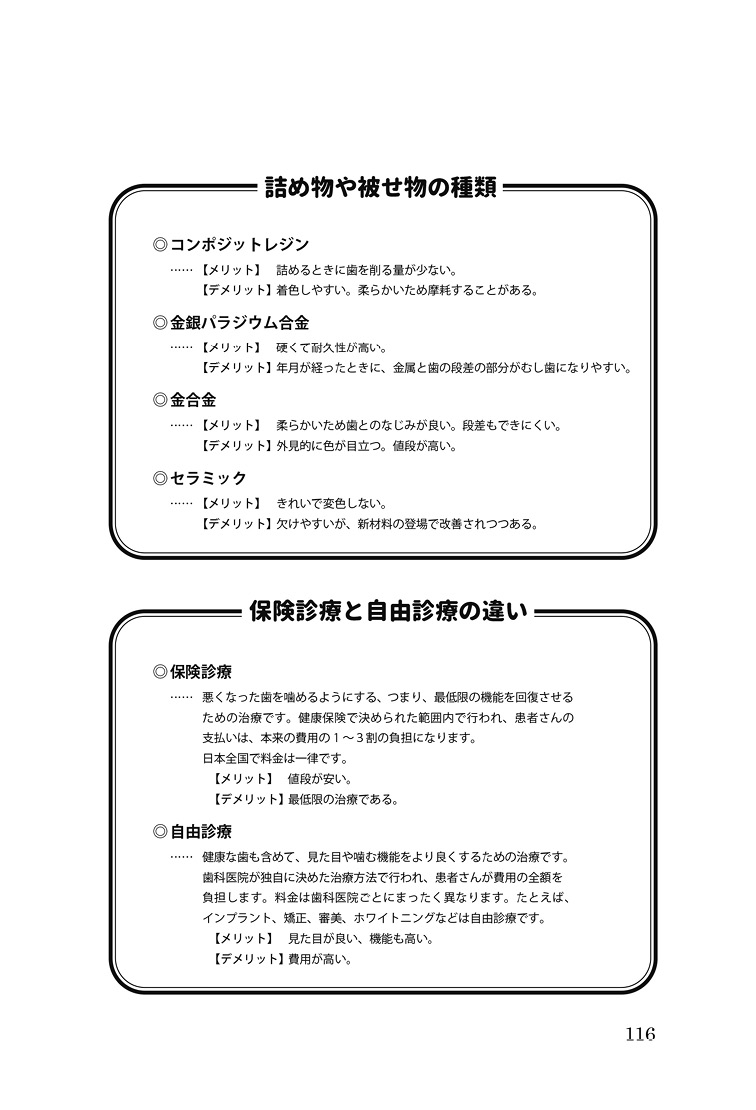 詰め物や被せ物の種類
◎コンポジットレジン
……【メリット】　詰めるときに歯を削る量が少ない。
【デメリット】着色しやすい。柔らかいため摩耗することがある。
◎金銀パラジウム合金
……【メリット】　硬くて耐久性が高い。
【デメリット】年月が経ったときに、金属と歯の段差の部分がむし歯になりやすい。
◎金合金
……【メリット】　柔らかいため歯とのなじみが良い。段差もできにくい。
【デメリット】外見的に色が目立つ。値段が高い。
◎セラミック
……【メリット】　きれいで変色しない。
【デメリット】欠けやすいが、新材料の登場で改善されつつある。
保険診療と自由診療の違い
◎保険診療
……　悪くなった歯を噛めるようにする、つまり、最低限の機能を回復させる
ための治療です。健康保険で決められた範囲内で行われ、患者さんの
支払いは、本来の費用の１～３割の負担になります。
日本全国で料金は一律です。
【メリット】　値段が安い。
【デメリット】最低限の治療である。
◎自由診療
……　健康な歯も含めて、見た目や噛む機能をより良くするための治療です。
歯科医院が独自に決めた治療方法で行われ、患者さんが費用の全額を
負担します。料金は歯科医院ごとにまったく異なります。たとえば、
インプラント、矯正、審美、ホワイトニングなどは自由診療です。
【メリット】　見た目が良い、機能も高い。
【デメリット】費用が高い。
116